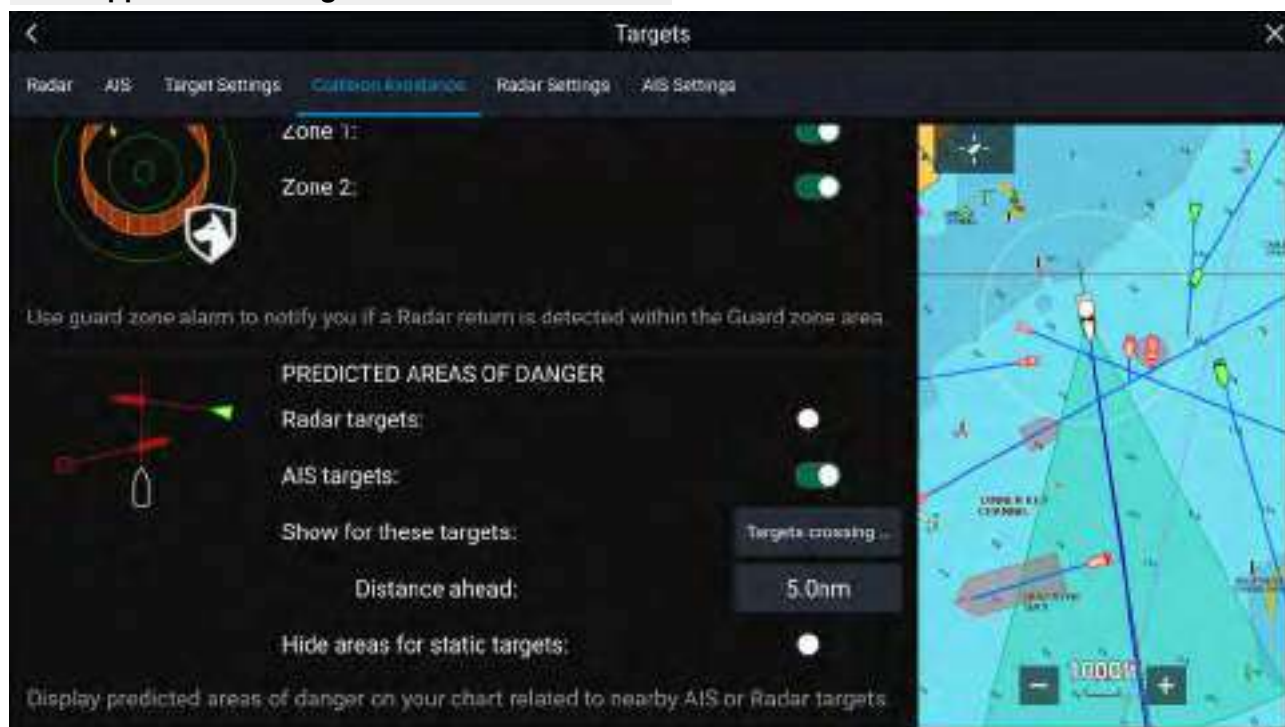 Targets
Radar AIS Target Settings Collision Avoidance Radar Settings AIS Settings
Zone 1:
Zone 2:
Use guard zone alarm to notify you if a Radar return is detected within the Guard zone area
PREDICTED AREAS OF DANGER
Radar targets:
AIS targets:
Show for these targets: Targets crossing ...
Distance ahead: 5.0nm
Hide areas for static targets:
Display predicted areas of danger on your chart related to nearby AIS or Radar targets
CHANNEL
1000ft